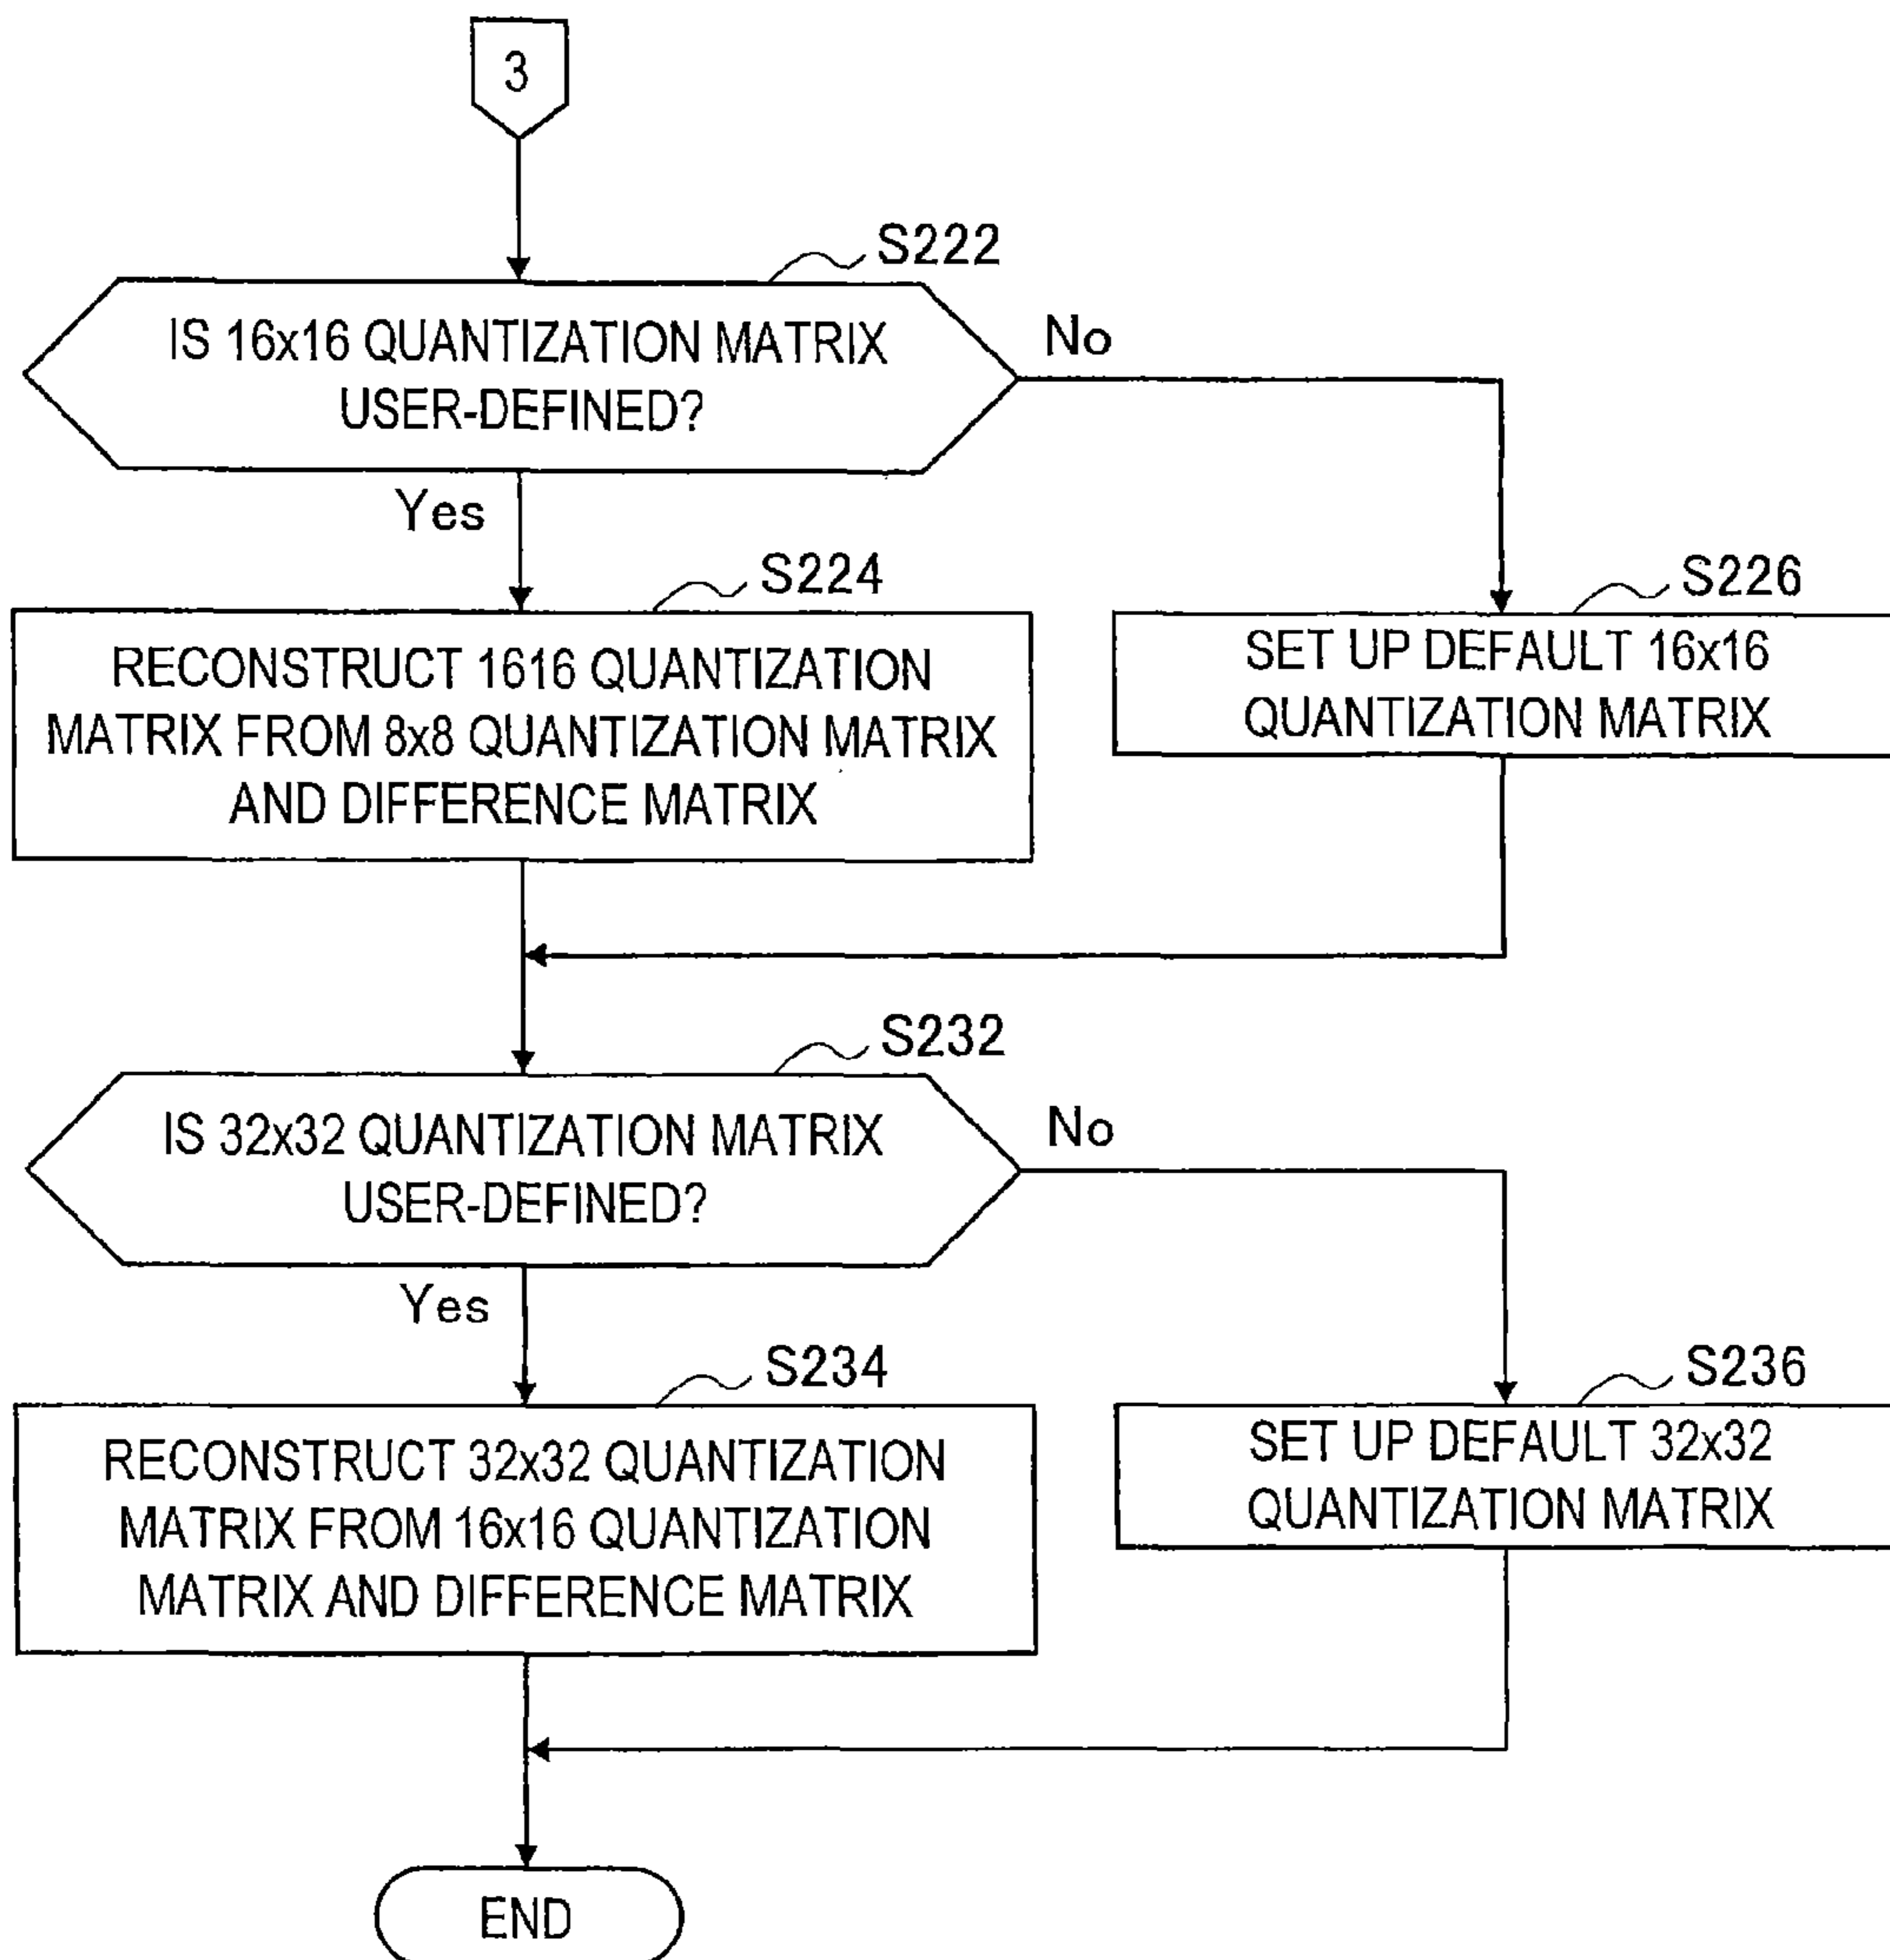 3
S222
IS 16x16 QUANTIZATION MATRIX
USER-DEFINED?
No
Yes
S224
RECONSTRUCT 1616 QUANTIZATION
MATRIX FROM 8x8 QUANTIZATION MATRIX
AND DIFFERENCE MATRIX
S226
SET UP DEFAULT 16x16
QUANTIZATION MATRIX
S232
IS 32x32 QUANTIZATION MATRIX
USER-DEFINED?
No
Yes
S234
RECONSTRUCT 32x32 QUANTIZATION
MATRIX FROM 16x16 QUANTIZATION
MATRIX AND DIFFERENCE MATRIX
S236
SET UP DEFAULT 32x32
QUANTIZATION MATRIX
END